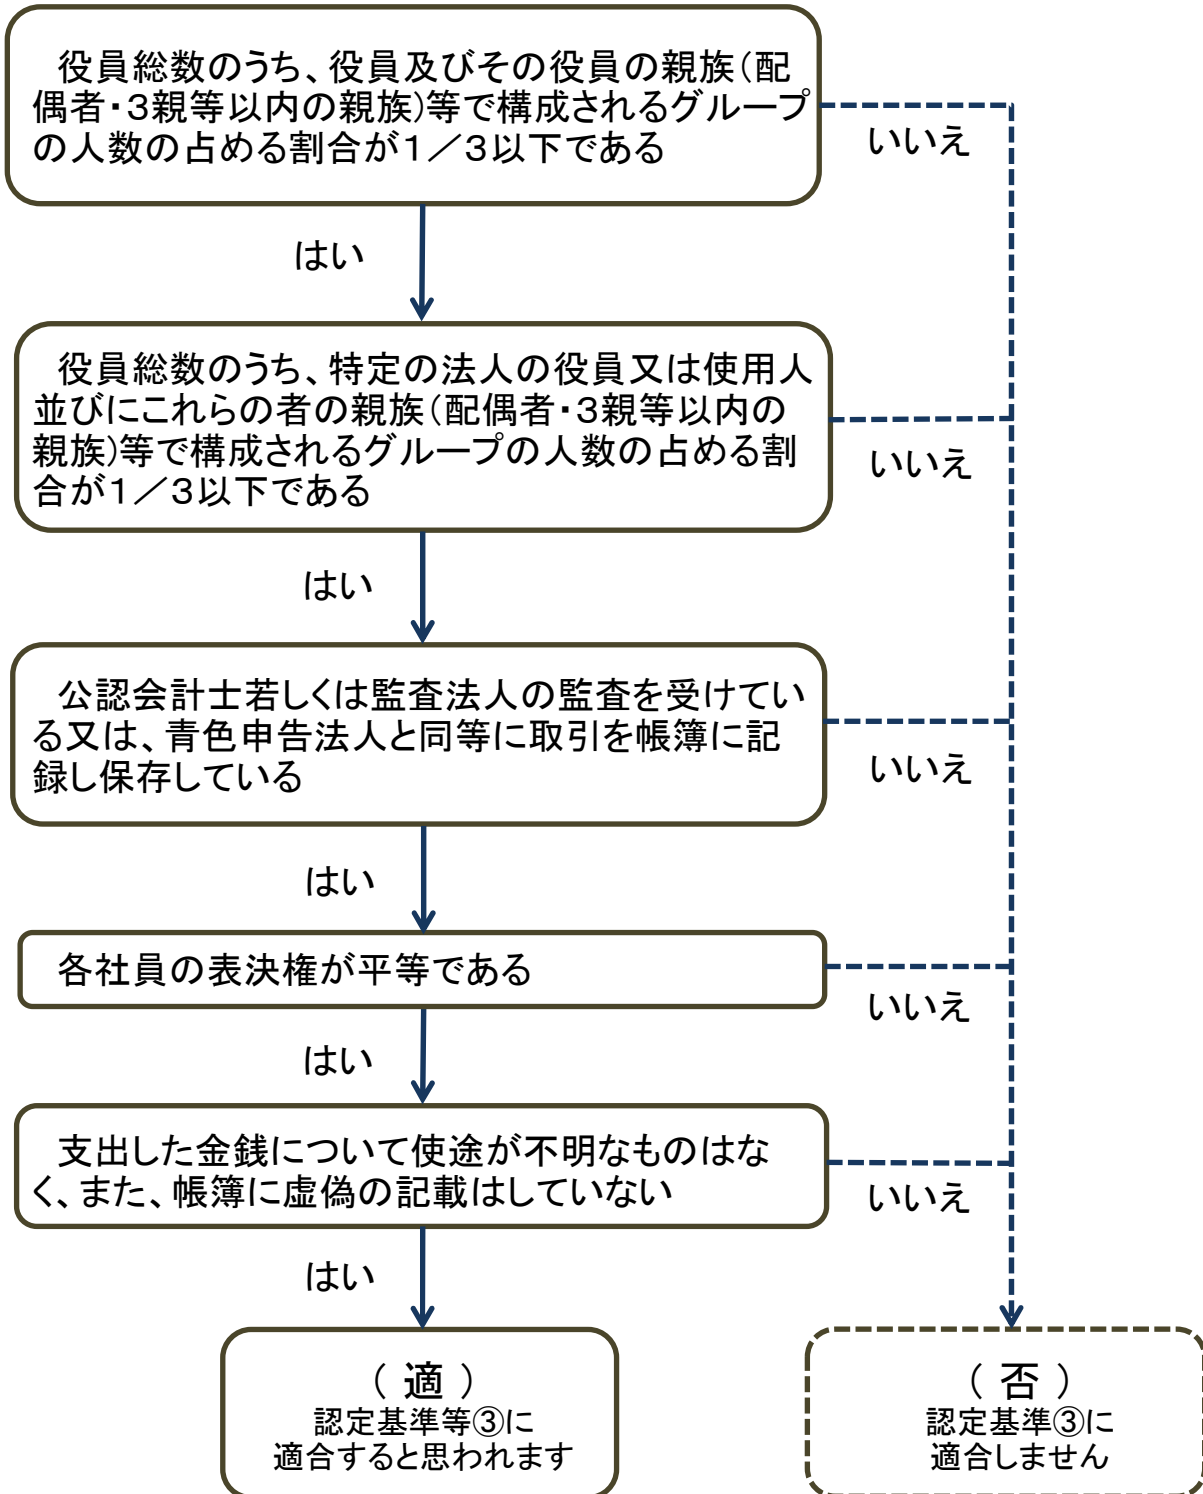 役員総数のうち、役員及びその役員の親族(配
偶者・3親等以内の親族)等で構成されるグループ
の人数の占める割合が1／3以下である
いいえ
はい
役員総数のうち、特定の法人の役員又は使用人
並びにこれらの者の親族(配偶者・3親等以内の
親族)等で構成されるグループの人数の占める割
合が1／3以下である
いいえ
はい
公認会計士若しくは監査法人の監査を受けてい
る又は、青色申告法人と同等に取引を帳簿に記
録し保存している
いいえ
はい
各社員の表決権が平等である
いいえ
はい
支出した金銭について使途が不明なものはな
く、また、帳簿に虚偽の記載はしていない
いいえ
はい
( 適 )
認定基準等③に
適合すると思われます
( 否 )
認定基準③に
適合しません